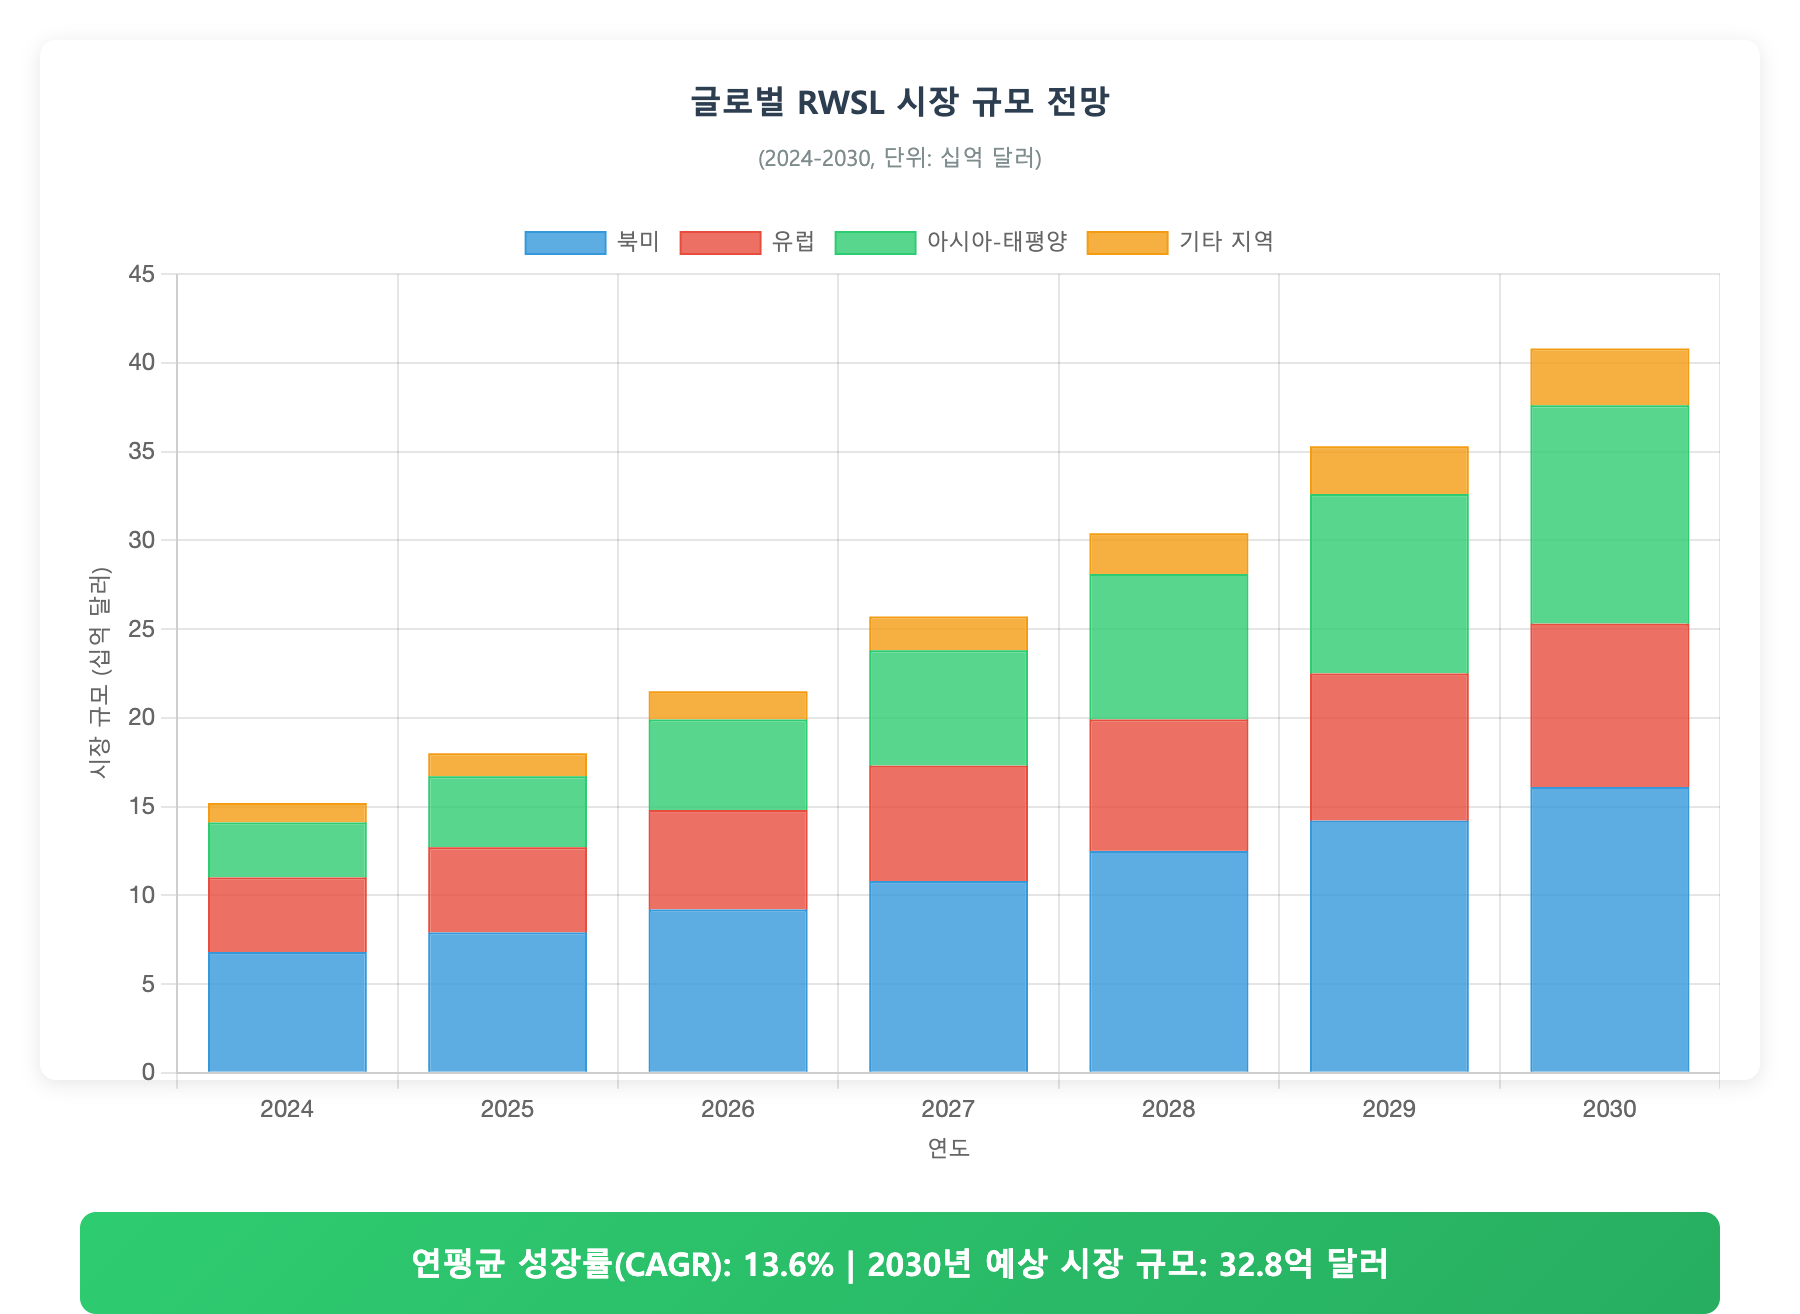 글로벌 RWSL 시장 규모 전망
(2024-2030, 단위: 십억 달러)
북미 유럽 아시아-태평양 기타 지역
45
40
35
30
25
20
15
10
5
0
시장 규모 (십억 달러)
2024 2025 2026 2027 2028 2029 2030
연도
연평균 성장률(CAGR): 13.6% | 2030년 예상 시장 규모: 32.8억 달러